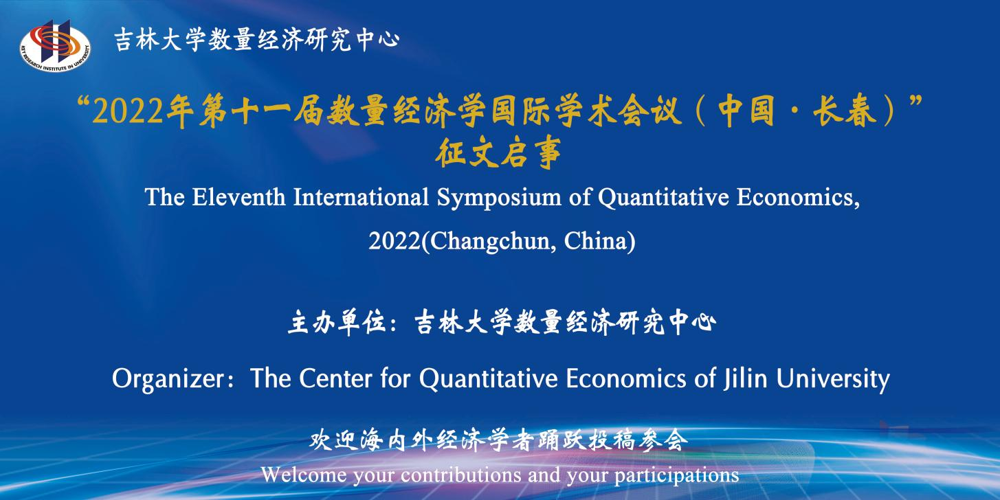 KEY RESEARCH INSTITUTE IN UNIVERSITY
吉林大学数量经济研究中心
“2022年第十一届数量经济学国际学术会议（中国·长春）”
征文启事
The Eleventh International Symposium of Quantitative Economics,
2022(Changchun, China)
主办单位：吉林大学数量经济研究中心
Organizer：The Center for Quantitative Economics of Jilin University
欢迎海内外经济学者踊跃投稿参会
Welcome your contributions and your participations